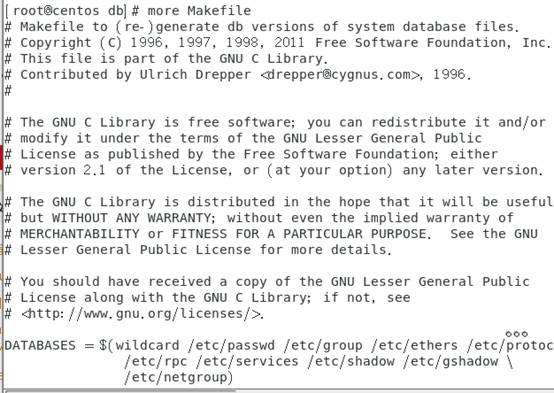 [root@centos db]# more Makefile
# Makefile to (re-)generate db versions of system database files.
# Copyright (C) 1996, 1997, 1998, 2011 Free Software Foundation, Inc.
# This file is part of the GNU C Library.
# Contributed by Ulrich Drepper <drepper@cygnus.com>, 1996.
#
# The GNU C Library is free software; you can redistribute it and/or
# modify it under the terms of the GNU Lesser General Public
# License as published by the Free Software Foundation; either
# version 2.1 of the License, or (at your option) any later version.
# The GNU C Library is distributed in the hope that it will be useful
# but WITHOUT ANY WARRANTY; without even the implied warranty of
# MERCHANTABILITY or FITNESS FOR A PARTICULAR PURPOSE.  See the GNU
# Lesser General Public License for more details.
# You should have received a copy of the GNU Lesser General Public
# License along with the GNU C Library; if not, see
# <http://www.gnu.org/licenses/>.
DATABASES = $(wildcard /etc/passwd /etc/group /etc/ethers /etc/protoc
/etc/rpc /etc/services /etc/shadow /etc/gshadow \
/etc/netgroup)